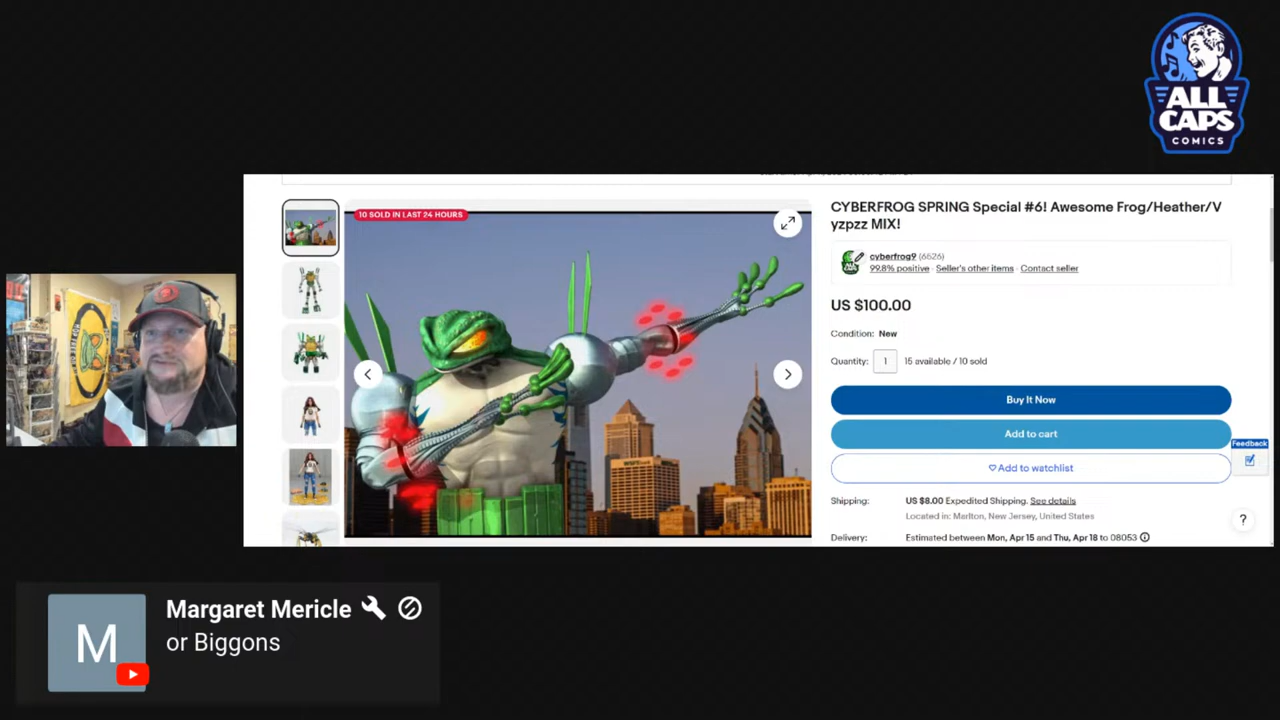 ALL
CAPS
COMICS
10 SOLD IN LAST 24 HOURS
CYBERFROG SPRING Special #6! Awesome Frog/Heather/V
yzpzz MIX!
cyberfrog9 (6626)
99.8% positive · Seller's other items · Contact seller
US $100.00
Condition: New
Quantity: 1 15 available / 10 sold
Buy It Now
Add to cart
Add to watchlist
Feedback
Shipping: US $8.00 Expedited Shipping. See details
Located in: Marlton, New Jersey, United States
?
Delivery: Estimated between Mon, Apr 15 and Thu, Apr 18 to 08053
M
Margaret Mericle
or Biggons